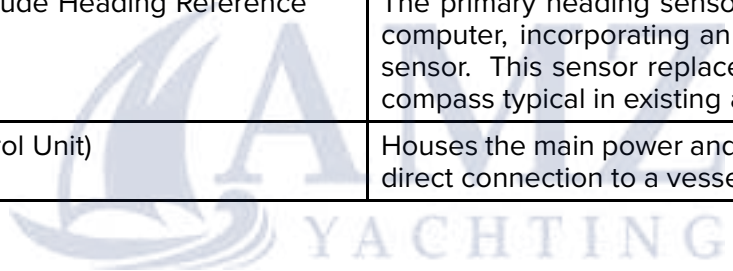 ude Heading Reference
The primary heading senso
computer, incorporating an
sensor. This sensor replace
compass typical in existing a
ol Unit)
Houses the main power and
direct connection to a vesse
AMZ
YACHTING